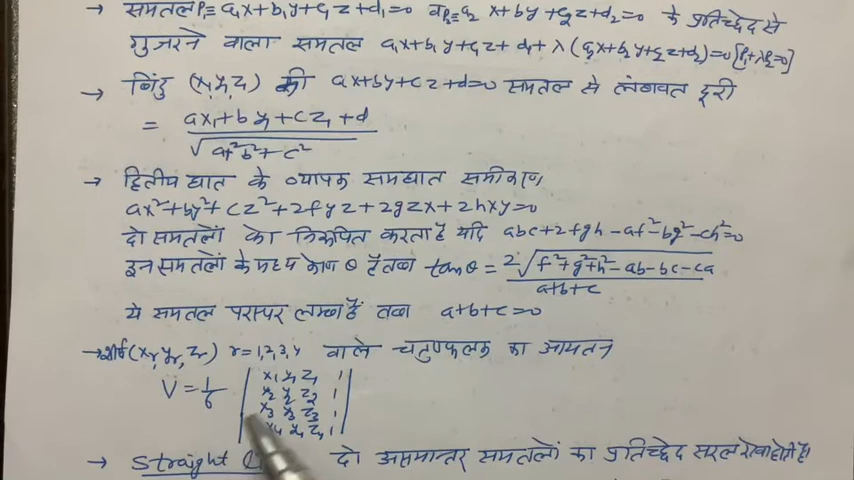 → समतल P₁≡ a₁x+b₁y+c₁z+d₁=0 व P₂≡a₂x+b₂y+c₂z+d₂=0 के प्रतिच्छेद से
गुजरने वाला समतल a₁x+b₁y+c₁z+d₁+λ(a₂x+b₂y+c₂z+d₂)=0 [P₁+λP₂=0]
→ बिंदु (x₁,y₁,z₁) की ax+by+cz+d=0 समतल से लंबवत दूरी
= ax₁+by₁+cz₁+d
√a²+b²+c²
→ द्वितीय घात के व्यापक समघात समीकरण
ax²+by²+cz²+2fyz+2gzx+2hxy=0
दो समतलों को निरूपित करता है यदि abc+2fgh-af²-bg²-ch²=0
इन समतलों के मध्य कोण θ है तब tanθ = 2√f²+g²+h²-ab-bc-ca
a+b+c
ये समतल परस्पर लम्ब हैं तब a+b+c=0
→ शीर्ष (xᵣ,yᵣ,zᵣ) r=1,2,3,4 वाले चतुष्फलक का आयतन
V = 1/6 | x₁ y₁ z₁ 1 |
x₂ y₂ z₂ 1
x₃ y₃ z₃ 1
x₄ y₄ z₄ 1
→ Straight दो असमान्तर समतलों का प्रतिच्छेद सरल रेखा होती है